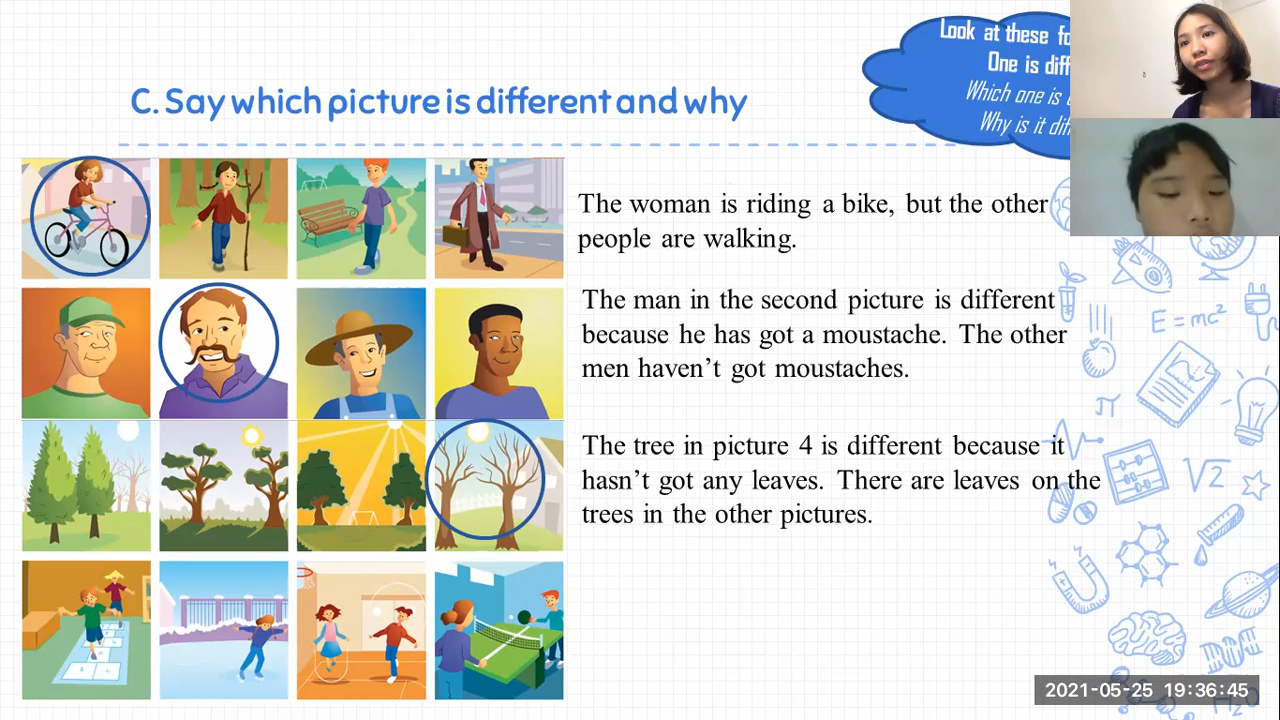 Look at these
One is
Which one is
Why is it
C. Say which picture is different and why
The woman is riding a bike, but the other
people are walking.
The man in the second picture is different
because he has got a moustache. The other
men haven't got moustaches.
The tree in picture 4 is different because it
hasn't got any leaves. There are leaves on the
trees in the other pictures.
E=mc²
π
√2
2021-05-25 19:36:45